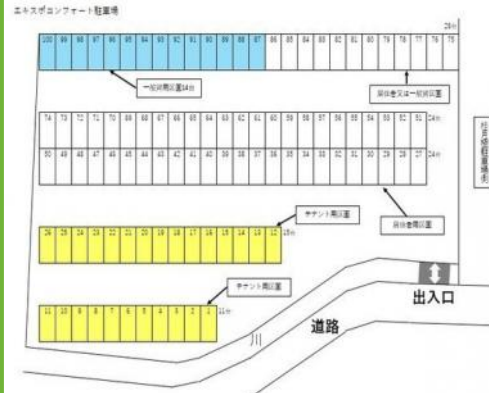 エキスポコンフォート駐車場
26台
100 99 98 97 96 95 94 93 92 91 90 89 88 87 86 85 84 83 82 81 80 79 78 77 76 75
一般貸用区画14台
居住者又は一般貸区画
74 73 72 71 70 69 68 67 66 65 64 63 62 61 60 59 58 57 56 55 54 53 52 51 24台
50 49 48 47 46 45 44 43 42 41 40 39 38 37 36 35 34 33 32 31 30 29 28 27 24台
テナント用区画
居住者用区画
26 25 24 23 22 21 20 19 18 17 16 15 14 13 12 15台
テナント用区画
11 10 9 8 7 6 5 4 3 2 1 11台
出入口
川
道路